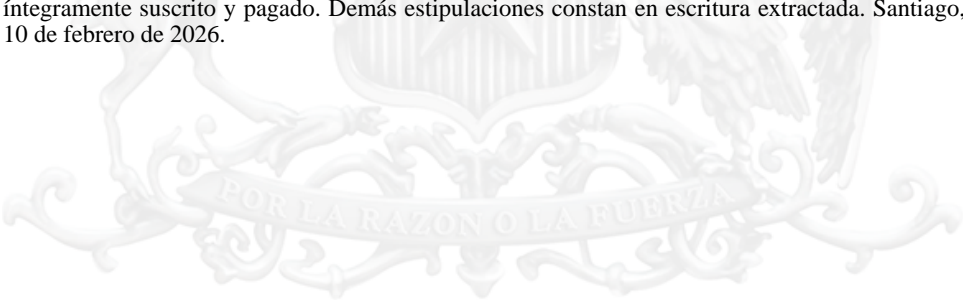 íntegramente suscrito y pagado. Demás estipulaciones constan en escritura extractada. Santiago,
10 de febrero de 2026.
POR LA RAZÓN O LA FUERZA